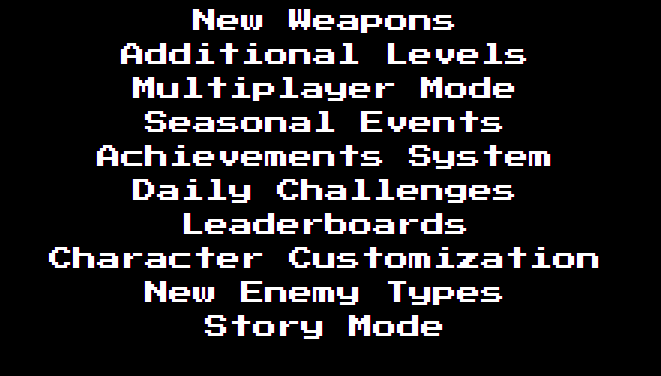 New Weapons
Additional Levels
Multiplayer Mode
Seasonal Events
Achievements System
Daily Challenges
Leaderboards
Character Customization
New Enemy Types
Story Mode